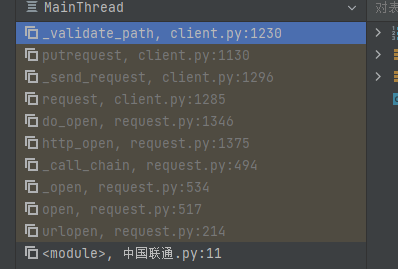 MainThread
对表
_validate_path, client.py:1230
putrequest, client.py:1130
_send_request, client.py:1296
request, client.py:1285
do_open, request.py:1346
http_open, request.py:1375
_call_chain, request.py:494
_open, request.py:534
open, request.py:517
urlopen, request.py:214
<module>, 中国联通.py:11